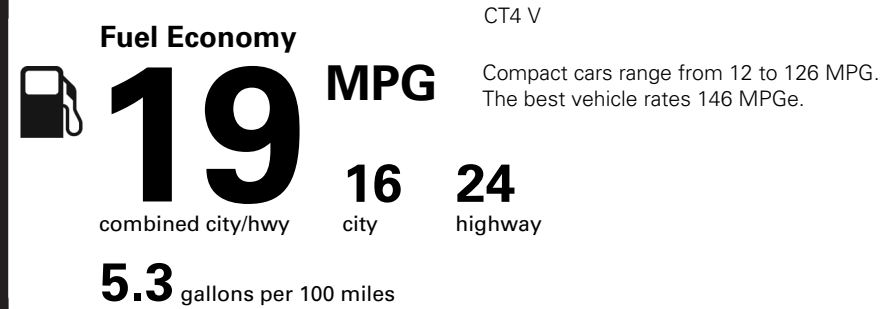 CT4 V
Fuel Economy
19 MPG
Compact cars range from 12 to 126 MPG.
The best vehicle rates 146 MPGe.
16 24
combined city/hwy city highway
5.3 gallons per 100 miles